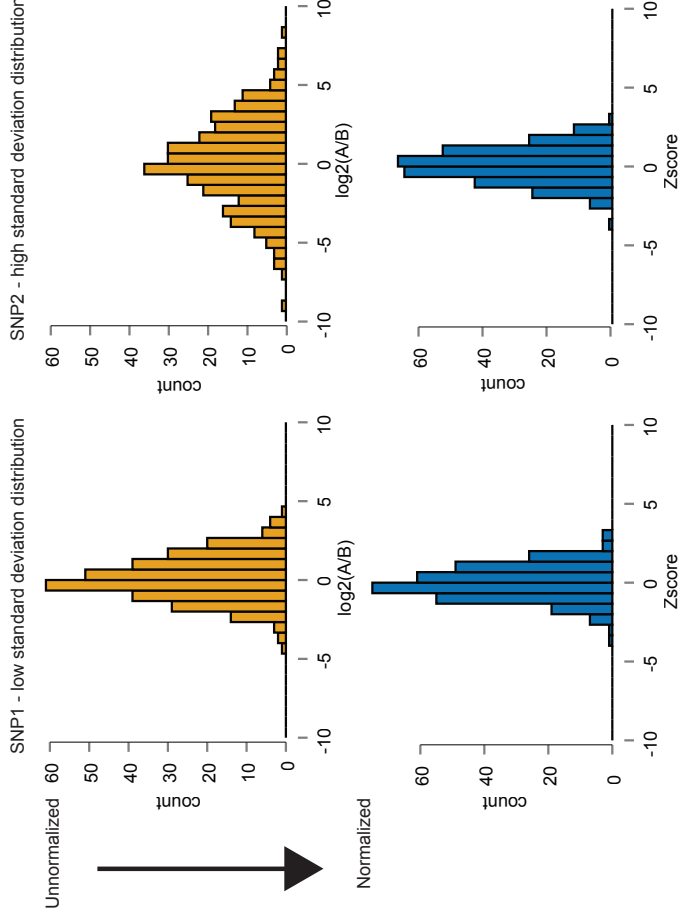 Unnormalized
SNP1 - low standard deviation distribution
SNP2 - high standard deviation distribution
count
0 10 20 30 40 50 60
-10 -5 0 5 10
log2(A/B)
count
0 10 20 30 40 50 60
-10 -5 0 5 10
log2(A/B)
Normalized
count
0 20 40 60
-10 -5 0 5 10
Zscore
count
0 20 40 60
-10 -5 0 5 10
Zscore